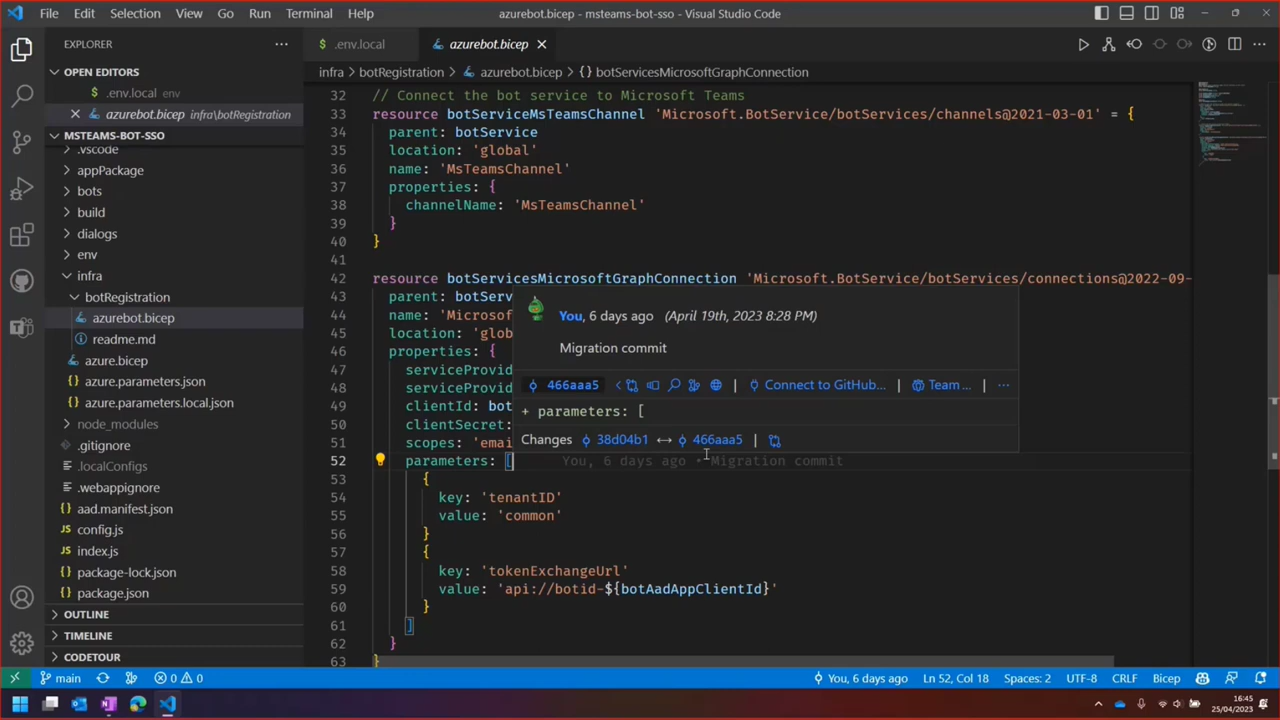 File Edit Selection View Go Run Terminal Help
azurebot.bicep - msteams-bot-sso - Visual Studio Code
EXPLORER
OPEN EDITORS
.env.local env
azurebot.bicep infra\botRegistration
MSTEAMS-BOT-SSO
.vscode
appPackage
bots
build
dialogs
env
infra
botRegistration
azurebot.bicep
readme.md
azure.bicep
azure.parameters.json
azure.parameters.local.json
node_modules
.gitignore
.localConfigs
.webappignore
aad.manifest.json
config.js
index.js
package-lock.json
package.json
OUTLINE
TIMELINE
CODETOUR
.env.local
azurebot.bicep
infra > botRegistration > azurebot.bicep > {} botServicesMicrosoftGraphConnection
32 // Connect the bot service to Microsoft Teams
33 resource botServiceMsTeamsChannel 'Microsoft.BotService/botServices/channels@2021-03-01' = {
34 parent: botService
35 location: 'global'
36 name: 'MsTeamsChannel'
37 properties: {
38 channelName: 'MsTeamsChannel'
39 }
40 }
41
42 resource botServicesMicrosoftGraphConnection 'Microsoft.BotService/botServices/connections@2022-09-
43 parent: botServ
44 name: 'Microsof
45 location: 'glob
46 properties: {
47 serviceProvid
48 serviceProvid
49 clientId: bot
50 clientSecret:
51 scopes: 'emai
52 parameters: [ You, 6 days ago • Migration commit
53 {
54 key: 'tenantID'
55 value: 'common'
56 }
57 {
58 key: 'tokenExchangeUrl'
59 value: 'api://botid-${botAadAppClientId}'
60 }
61 ]
62 }
63 }
You, 6 days ago (April 19th, 2023 8:28 PM)
Migration commit
466aaa5 | Connect to GitHub... | Team... | ...
+ parameters: [
Changes 38d04b1 ↔ 466aaa5 |
main 0 0
You, 6 days ago Ln 52, Col 18 Spaces: 2 UTF-8 CRLF Bicep
16:45
25/04/2023